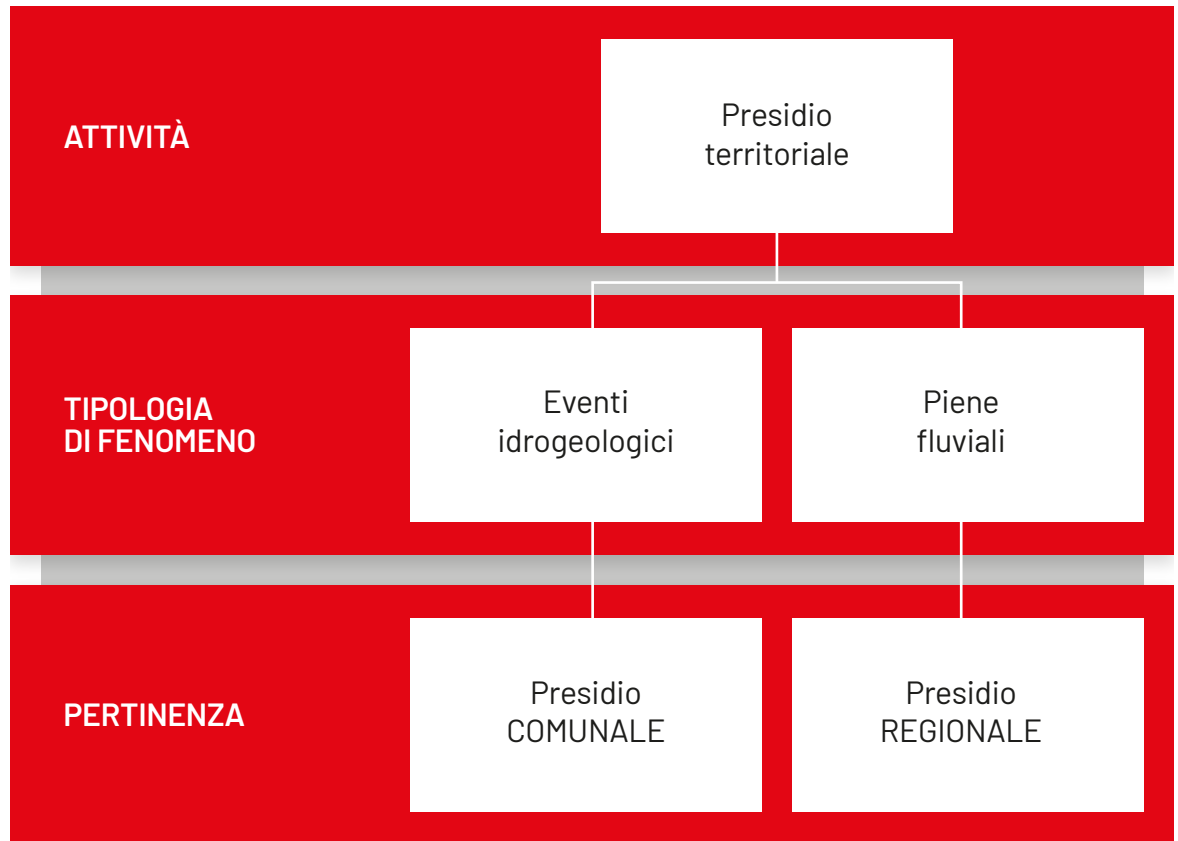 ATTIVITÀ
Presidio
territoriale
TIPOLOGIA
DI FENOMENO
Eventi
idrogeologici
Piene
fluviali
PERTINENZA
Presidio
COMUNALE
Presidio
REGIONALE